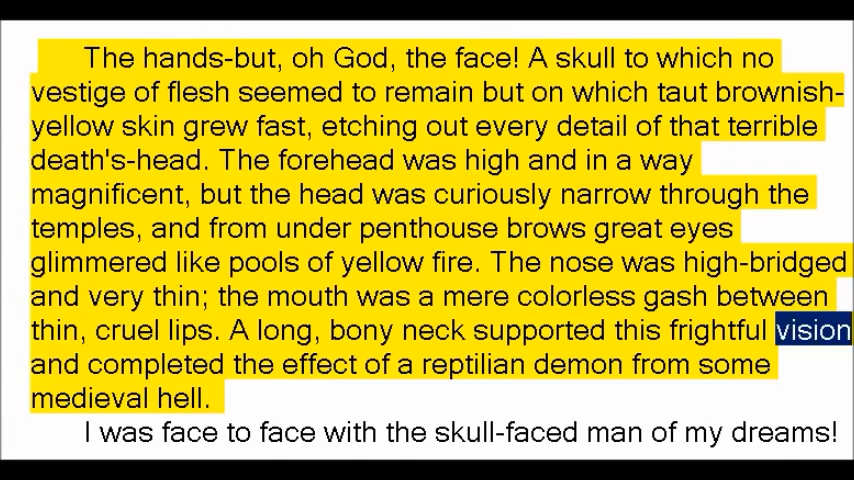 The hands-but, oh God, the face! A skull to which no
vestige of flesh seemed to remain but on which taut brownish-
yellow skin grew fast, etching out every detail of that terrible
death's-head. The forehead was high and in a way
magnificent, but the head was curiously narrow through the
temples, and from under penthouse brows great eyes
glimmered like pools of yellow fire. The nose was high-bridged
and very thin; the mouth was a mere colorless gash between
thin, cruel lips. A long, bony neck supported this frightful vision
and completed the effect of a reptilian demon from some
medieval hell.
I was face to face with the skull-faced man of my dreams!